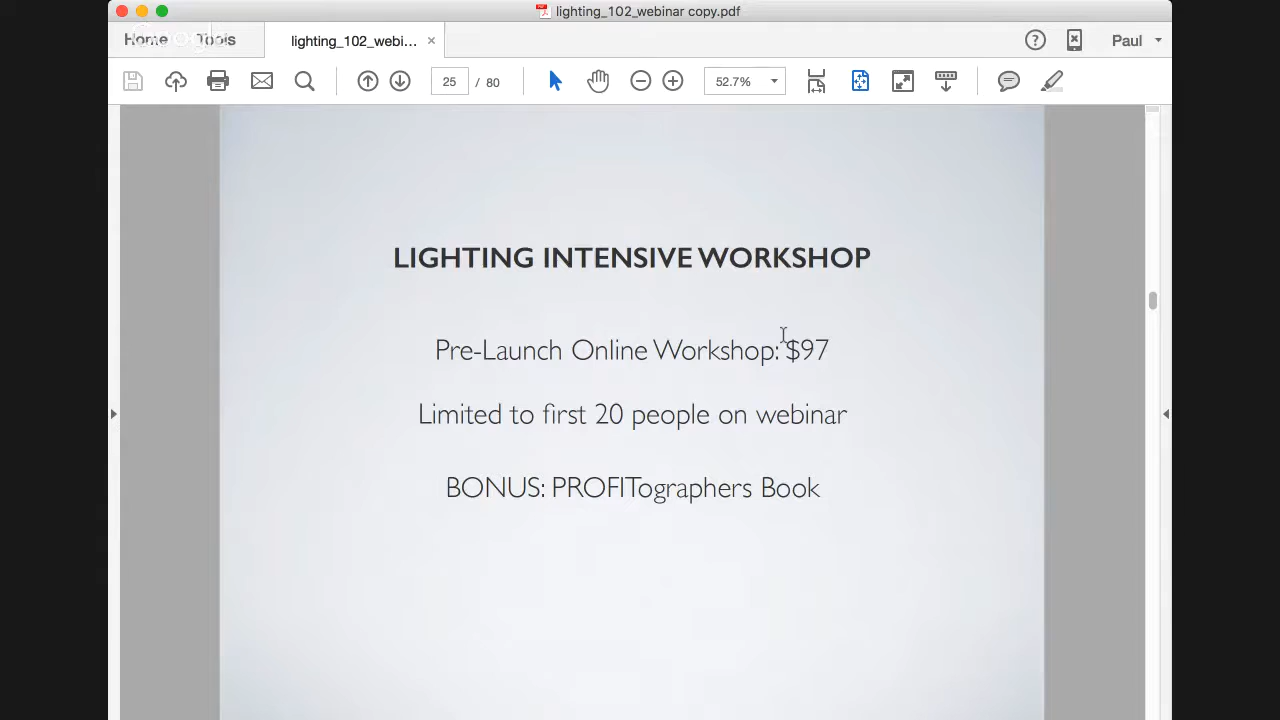 lighting_102_webinar copy.pdf
Home Tools lighting_102_webi... × Paul
25 / 80 52.7%
LIGHTING INTENSIVE WORKSHOP
Pre-Launch Online Workshop: $97
Limited to first 20 people on webinar
BONUS: PROFITographers Book